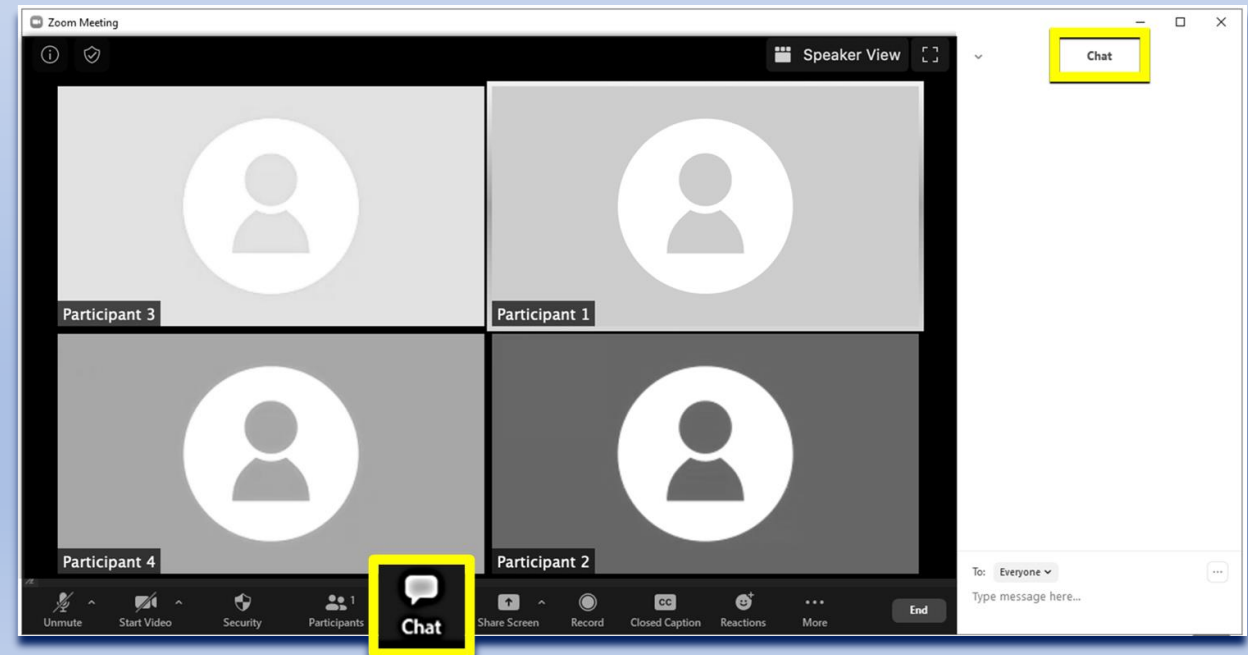 Zoom Meeting
Speaker View
Chat
Participant 3
Participant 1
Participant 4
Participant 2
To: Everyone
Type message here...
Unmute
Start Video
Security
1
Participants
Chat
Share Screen
Record
CC
Closed Caption
Reactions
More
End